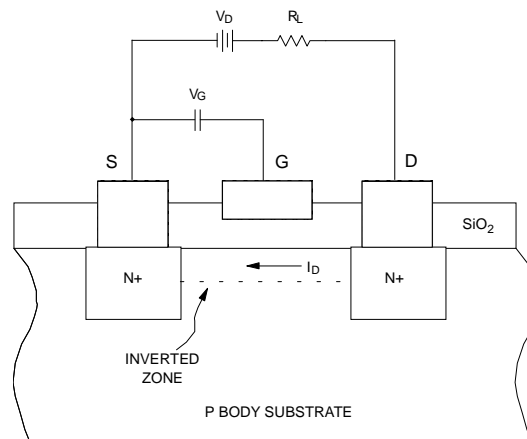 VD
RL
VG
S
G
D
SiO2
N+
ID
N+
INVERTED
ZONE
P BODY SUBSTRATE